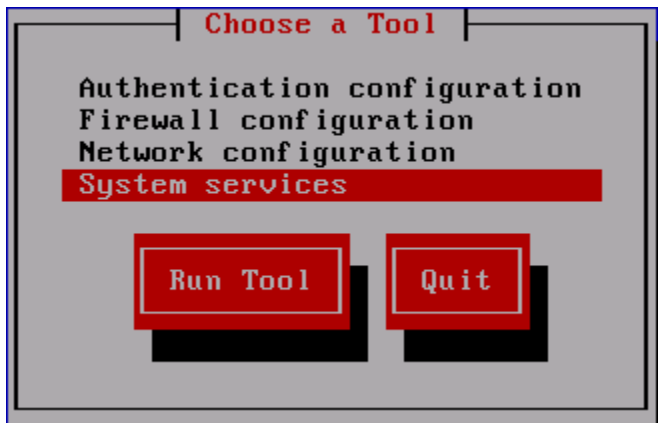 Choose a Tool
Authentication configuration
Firewall configuration
Network configuration
System services
Run Tool Quit